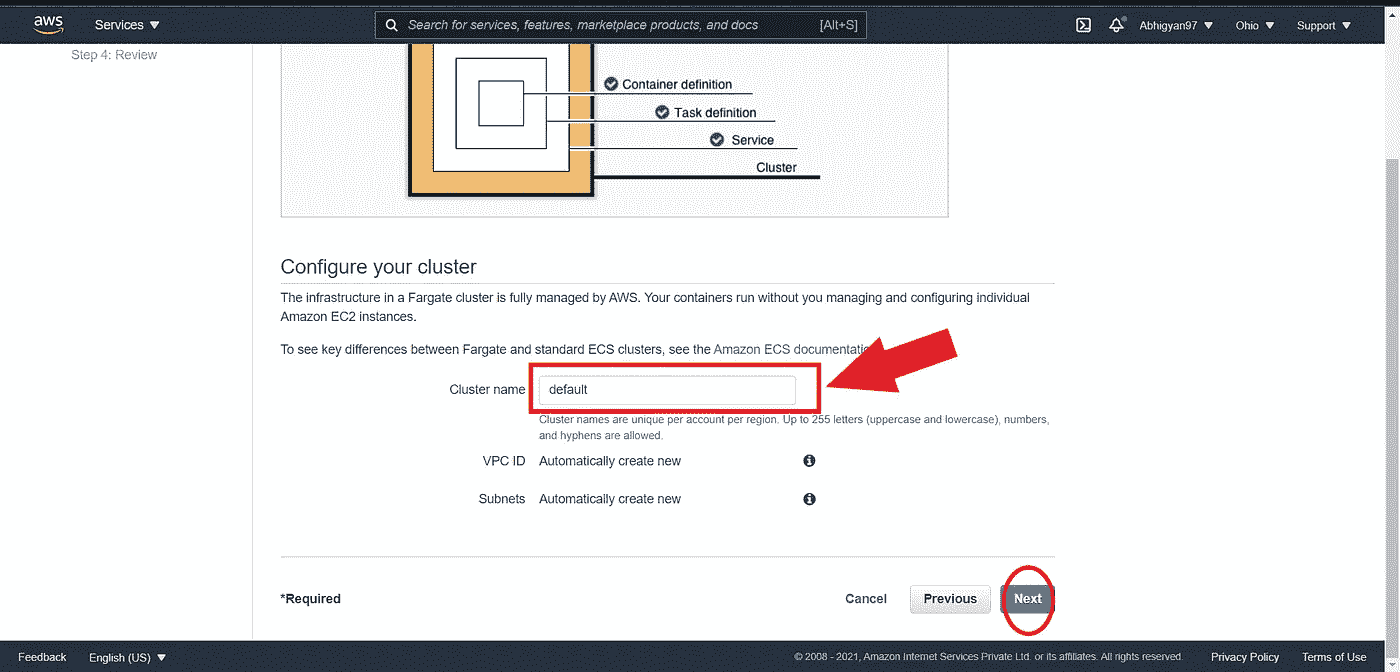 aws
Services
Search for services, features, marketplace products, and docs [Alt+S]
Abhigyan97
Ohio
Support
Step 4: Review
Container definition
Task definition
Service
Cluster
Configure your cluster
The infrastructure in a Fargate cluster is fully managed by AWS. Your containers run without you managing and configuring individual
Amazon EC2 instances.
To see key differences between Fargate and standard ECS clusters, see the Amazon ECS documentatio
Cluster name default
Cluster names are unique per account per region. Up to 255 letters (uppercase and lowercase), numbers,
and hyphens are allowed.
VPC ID Automatically create new
Subnets Automatically create new
*Required
Cancel
Previous
Next
Feedback
English (US)
© 2008 - 2021, Amazon Internet Services Private Ltd. or its affiliates. All rights reserved.
Privacy Policy
Terms of Use